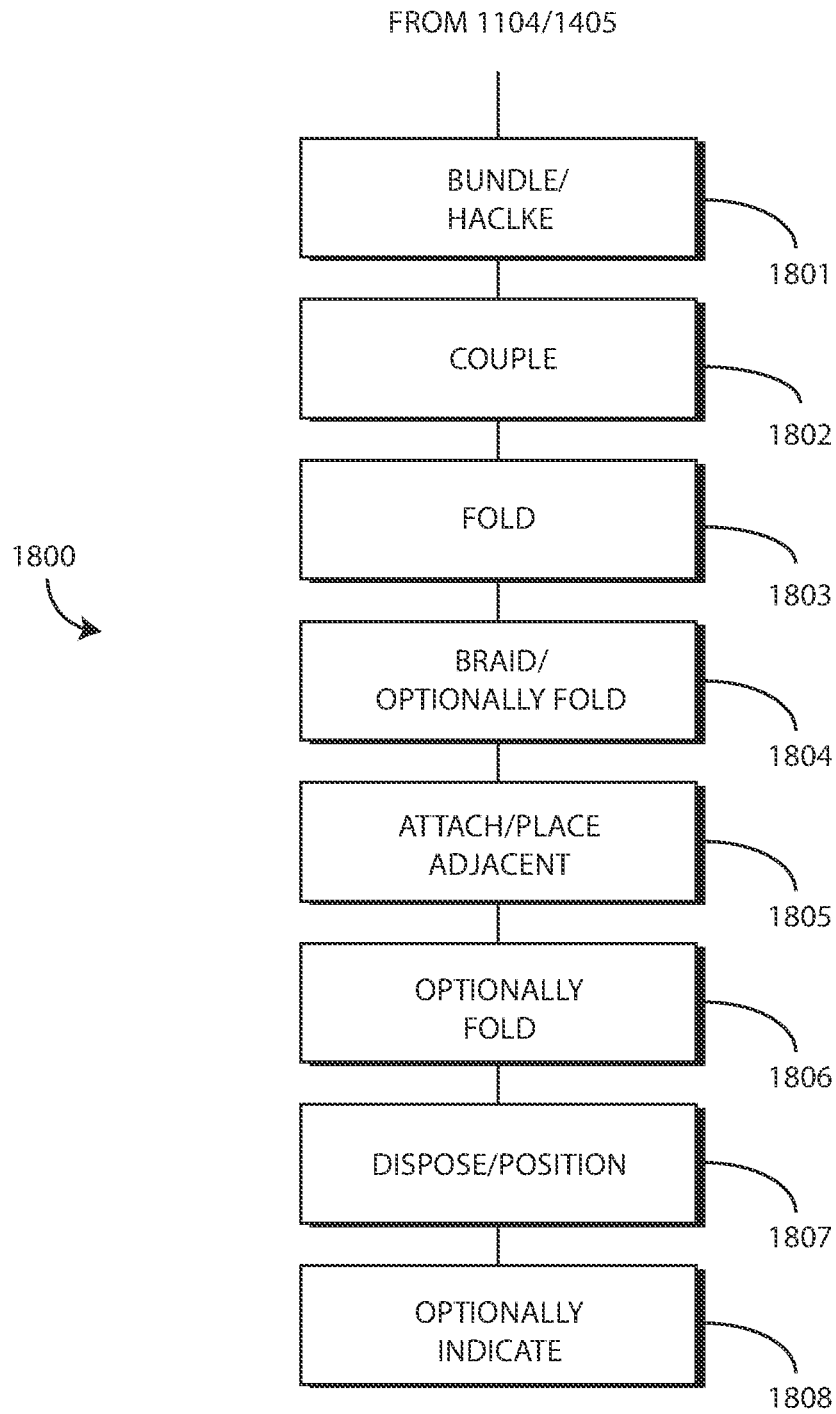 FROM 1104/1405
BUNDLE/
HACLKE
1801
COUPLE
1802
FOLD
1803
1800
BRAID/
OPTIONALLY FOLD
1804
ATTACH/PLACE
ADJACENT
1805
OPTIONALLY
FOLD
1806
DISPOSE/POSITION
1807
OPTIONALLY
INDICATE
1808